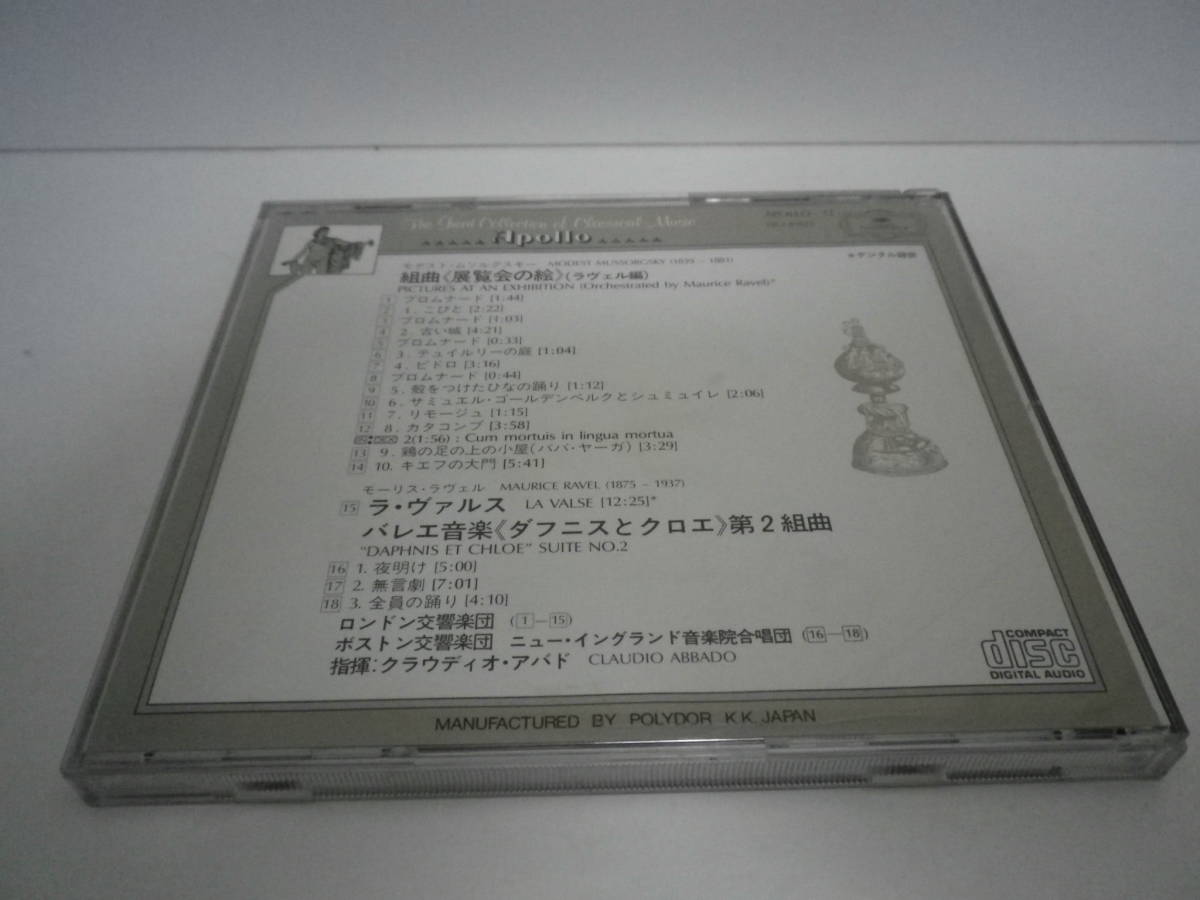 Collection of Classical Music
Apollo
モデスト・ムソルグスキー MODEST MUSSORGSKY (1839 - 1881)
組曲《展覧会の絵》(ラヴェル編)
PICTURES AT AN EXHIBITION (Orchestrated by Maurice Ravel)*
*デジタル録音
1 プロムナード [1:44]
2 1. こびと [2:22]
3 プロムナード [1:03]
4 2. 古い城 [4:21]
5 プロムナード [0:33]
6 3. テュイルリーの庭 [1:04]
7 4. ビドロ [3:16]
8 プロムナード [0:44]
9 5. 殻をつけたひなの踊り [1:12]
10 6. サミュエル・ゴールデンベルクとシュミュイレ [2:06]
11 7. リモージュ [1:15]
12 8. カタコンブ [3:58]
2(1:56) : Cum mortuis in lingua mortua
13 9. 鶏の足の上の小屋(ババ・ヤーガ) [3:29]
14 10. キエフの大門 [5:41]
モーリス・ラヴェル MAURICE RAVEL (1875 - 1937)
15 ラ・ヴァルス LA VALSE [12:25]*
バレエ音楽《ダフニスとクロエ》第2組曲
"DAPHNIS ET CHLOE" SUITE NO.2
16 1. 夜明け [5:00]
17 2. 無言劇 [7:01]
18 3. 全員の踊り [4:10]
ロンドン交響楽団 (1-15)
ボストン交響楽団 ニュー・イングランド音楽院合唱団 (16-18)
指揮:クラウディオ・アバド CLAUDIO ABBADO
COMPACT
disc
DIGITAL AUDIO
MANUFACTURED BY POLYDOR K.K. JAPAN